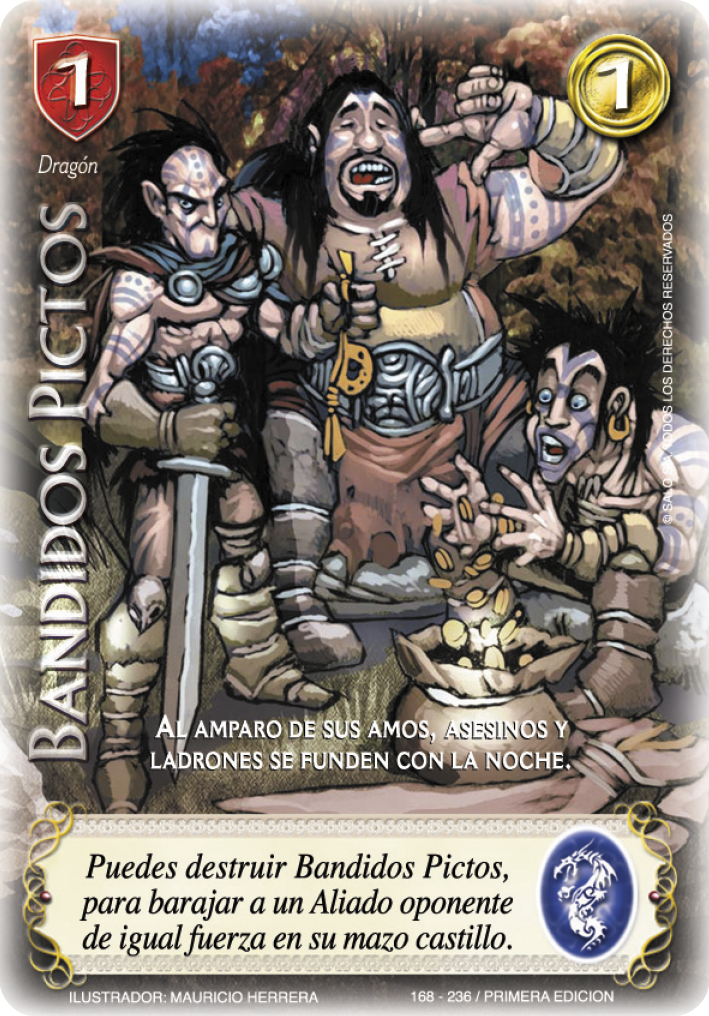 1
1
Dragón
BANDIDOS PICTOS
AL AMPARO DE SUS AMOS, ASESINOS Y
LADRONES SE FUNDEN CON LA NOCHE.
Puedes destruir Bandidos Pictos,
para barajar a un Aliado oponente
de igual fuerza en su mazo castillo.
ILUSTRADOR: MAURICIO HERRERA
168 - 236 / PRIMERA EDICION
TODOS LOS DERECHOS RESERVADOS